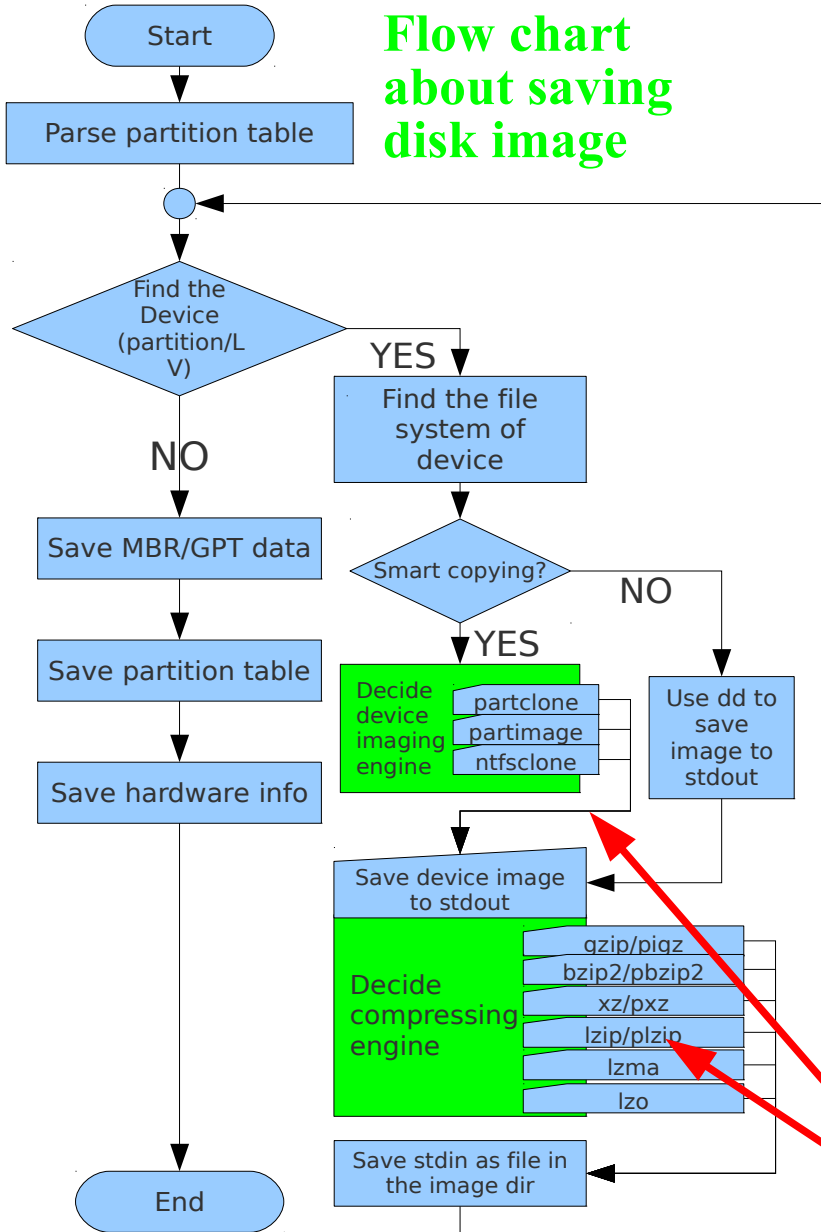 Start
Flow chart
about saving
disk image
Parse partition table
Find the
Device
(partition/L
V)
YES
Find the file
system of
device
NO
Save MBR/GPT data
Smart copying?
NO
YES
Save partition table
Decide
device
imaging
engine
partclone
partimage
ntfsclone
Use dd to
save
image to
stdout
Save hardware info
Save device image
to stdout
Decide
compressing
engine
gzip/pigz
bzip2/pbzip2
xz/pxz
lzip/plzip
lzma
lzo
Save stdin as file in
the image dir
End